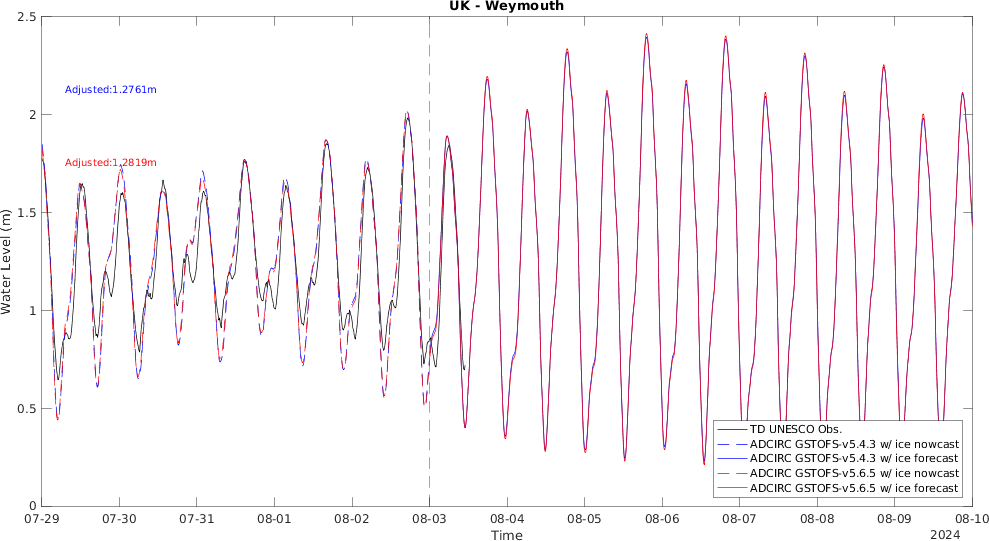 UK - Weymouth
2.5
2
1.5
1
0.5
0
Water Level (m)
Adjusted:1.2761m
Adjusted:1.2819m
TD UNESCO Obs.
ADCIRC GSTOFS-v5.4.3 w/ ice nowcast
ADCIRC GSTOFS-v5.4.3 w/ ice forecast
ADCIRC GSTOFS-v5.6.5 w/ ice nowcast
ADCIRC GSTOFS-v5.6.5 w/ ice forecast
07-29 07-30 07-31 08-01 08-02 08-03 08-04 08-05 08-06 08-07 08-08 08-09 08-10
Time
2024